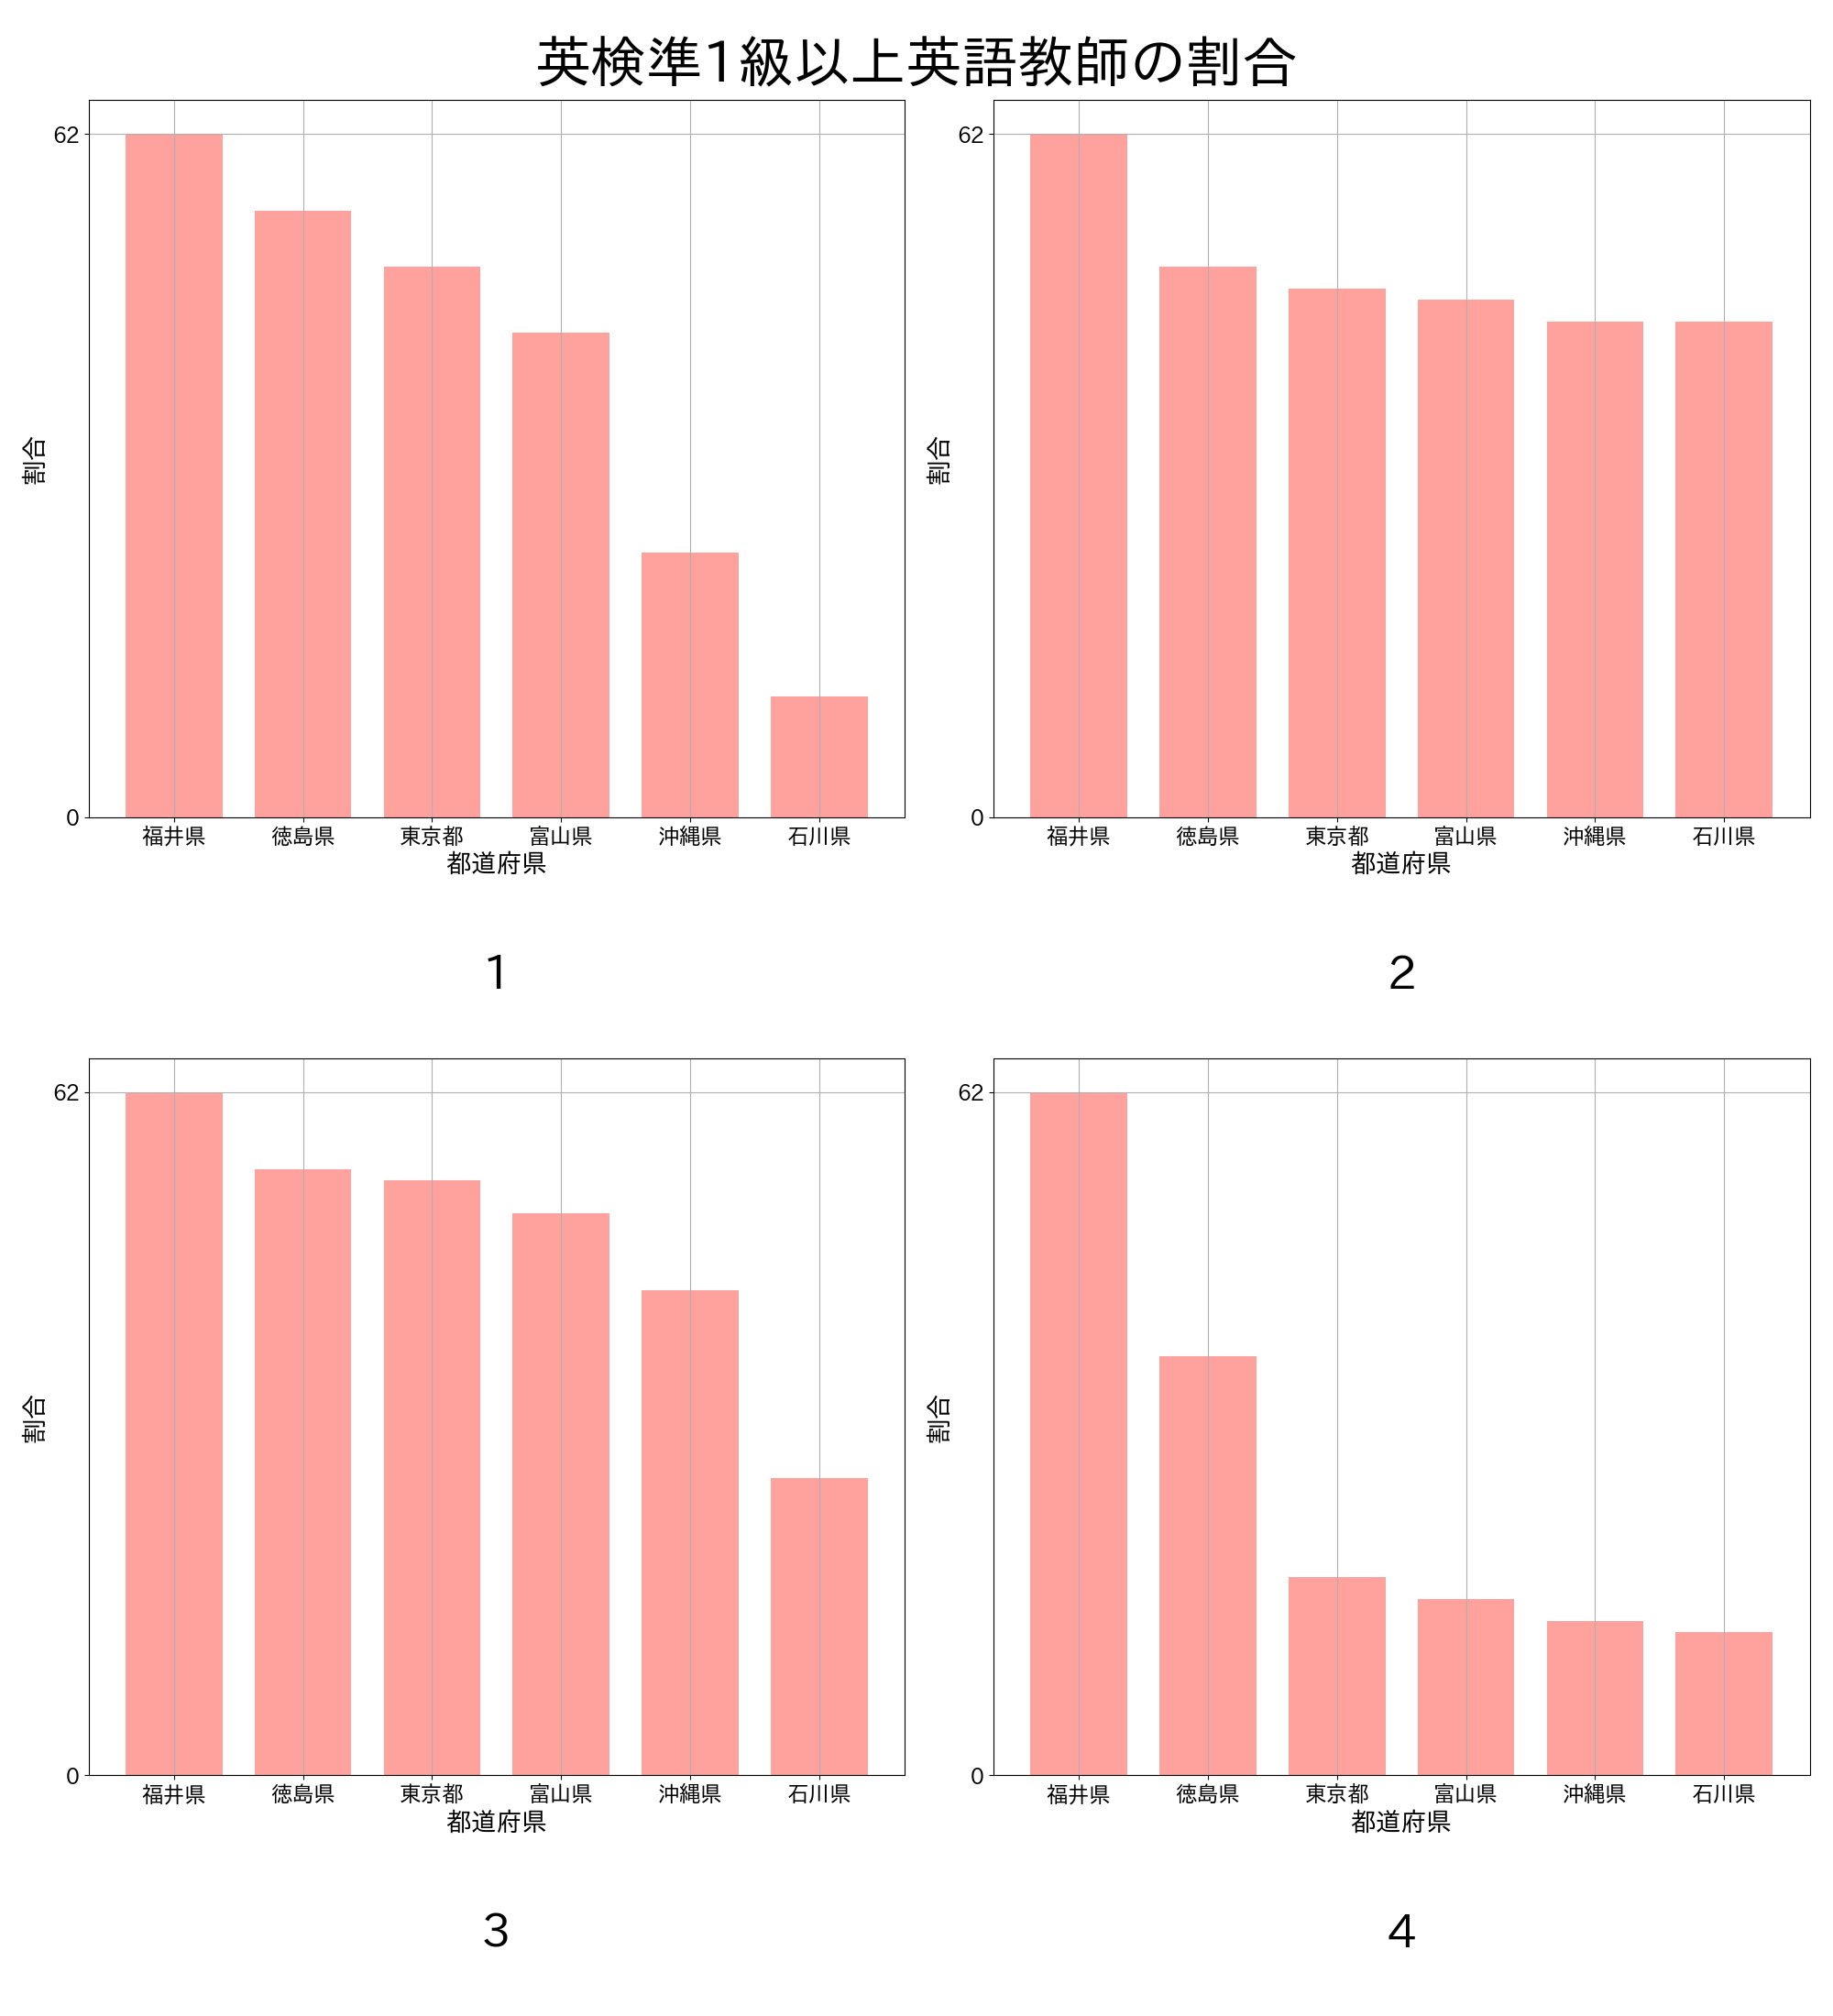 英検準1級以上英語教師の割合
62
0
割合
福井県 徳島県 東京都 富山県 沖縄県 石川県
都道府県
1
62
0
割合
福井県 徳島県 東京都 富山県 沖縄県 石川県
都道府県
2
62
0
割合
福井県 徳島県 東京都 富山県 沖縄県 石川県
都道府県
3
62
0
割合
福井県 徳島県 東京都 富山県 沖縄県 石川県
都道府県
4